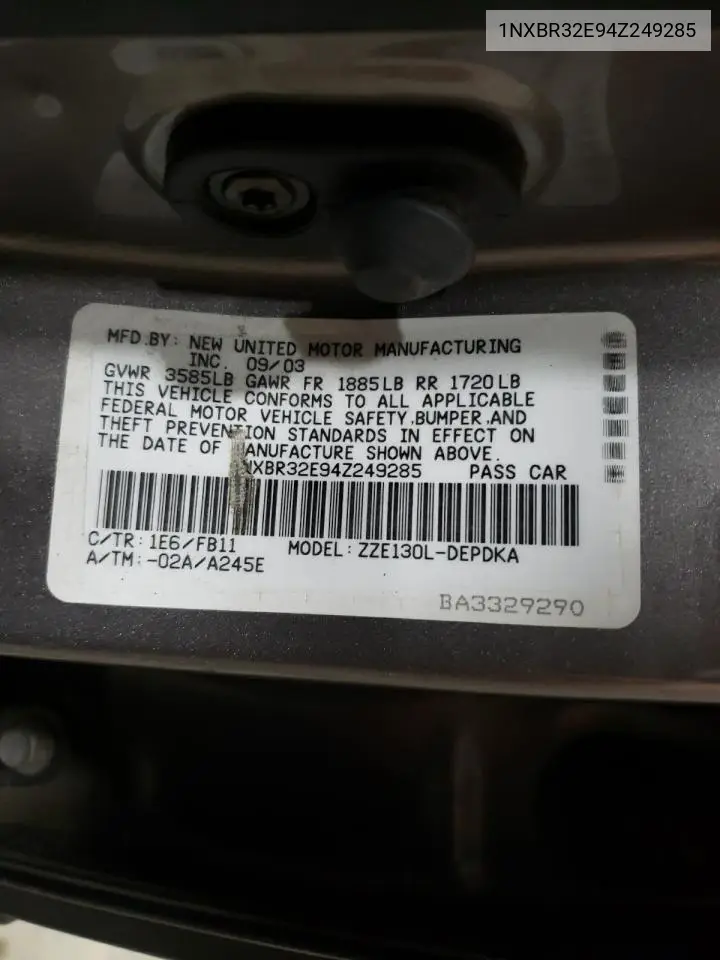 1NXBR32E94Z249285
MFD.BY: NEW UNITED MOTOR MANUFACTURING
INC. 09/03
GVWR 3585LB GAWR FR 1885LB RR 1720LB
THIS VEHICLE CONFORMS TO ALL APPLICABLE
FEDERAL MOTOR VEHICLE SAFETY,BUMPER,AND
THEFT PREVENTION STANDARDS IN EFFECT ON
THE DATE OF MANUFACTURE SHOWN ABOVE.
1NXBR32E94Z249285 PASS CAR
C/TR: 1E6/FB11 MODEL: ZZE130L-DEPDKA
A/TM: -02A/A245E
BA3329290